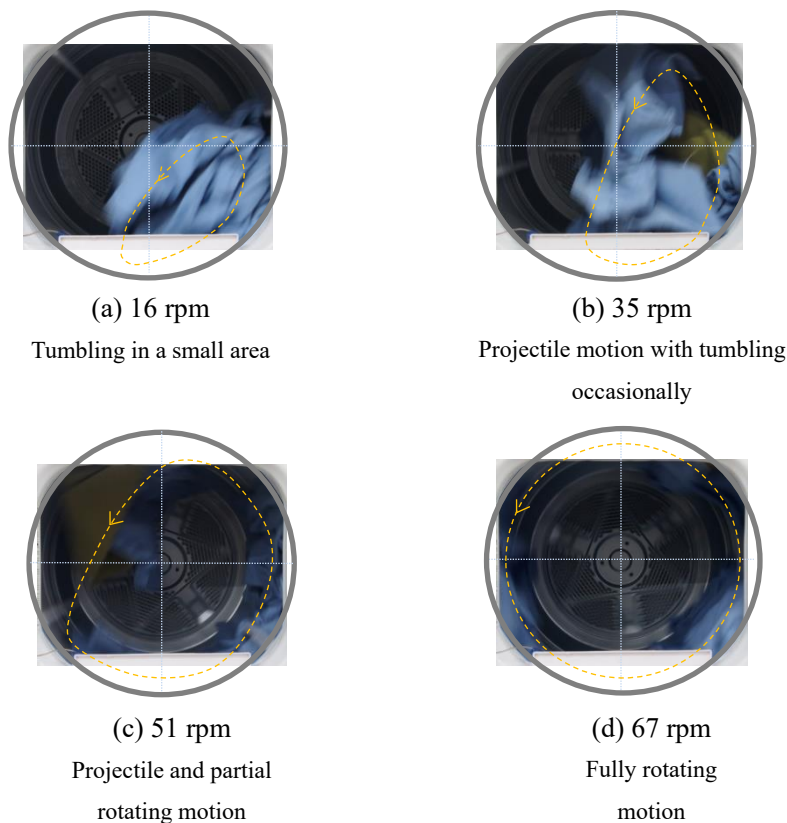 (a) 16 rpm
Tumbling in a small area
(b) 35 rpm
Projectile motion with tumbling
occasionally
(c) 51 rpm
Projectile and partial
rotating motion
(d) 67 rpm
Fully rotating
motion